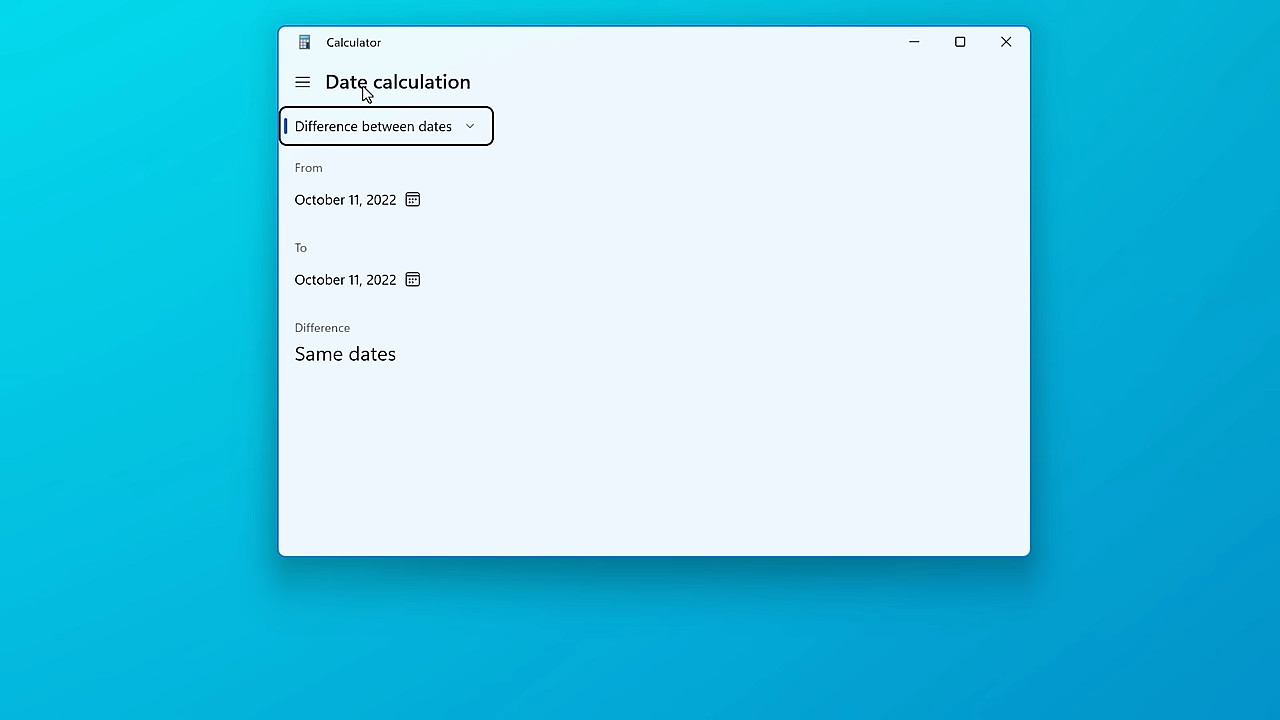 Calculator
Date calculation
Difference between dates
From
October 11, 2022
To
October 11, 2022
Difference
Same dates